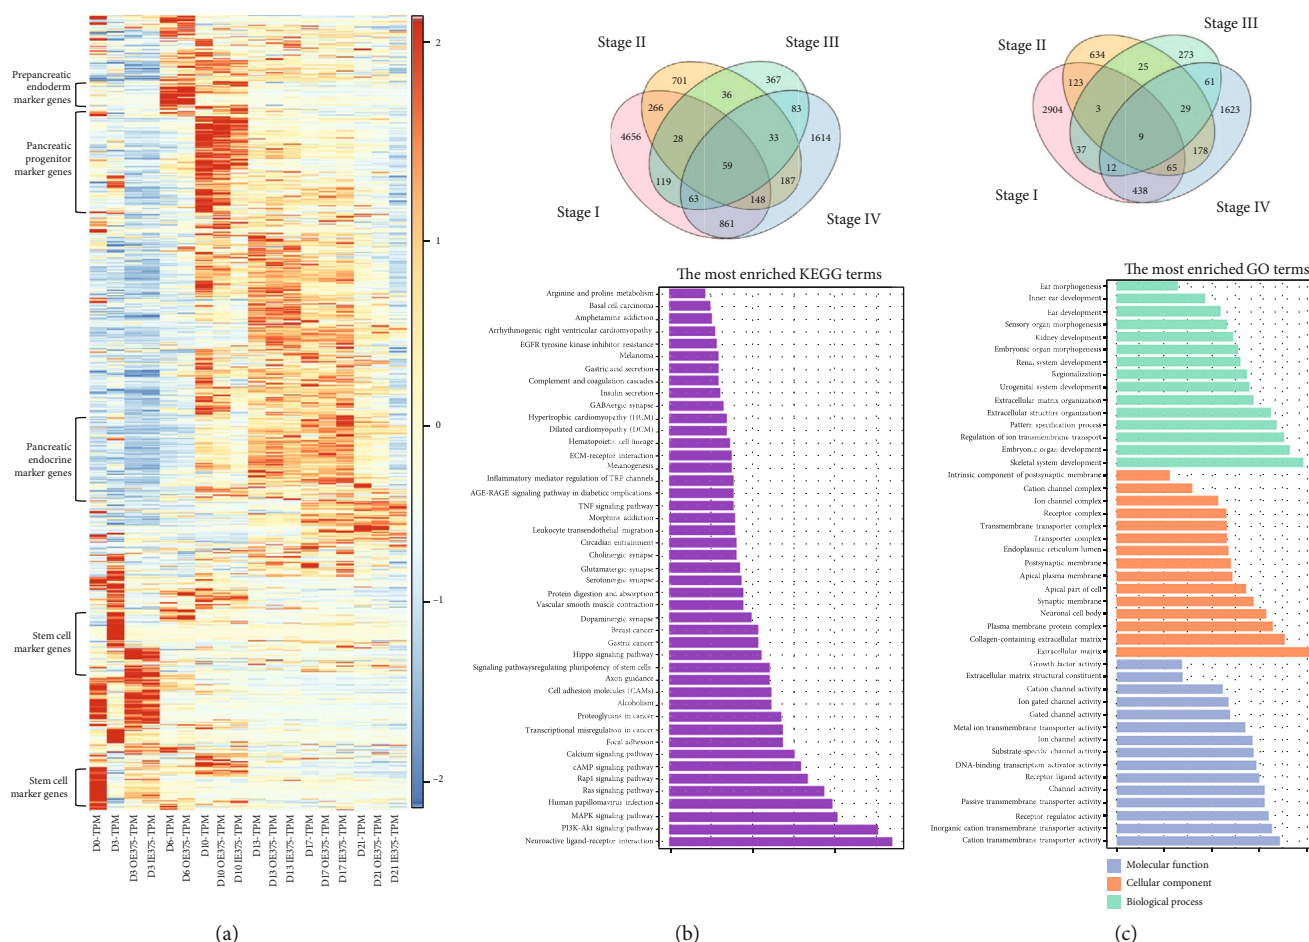 Prepancreatic
endoderm
marker genes
Pancreatic
progenitor
marker genes
Pancreatic
endocrine
marker genes
Stem cell
marker genes
Stem cell
marker genes
2
1
0
−1
−2
D0-TPM
D3-TPM
D3 OE375-TPM
D3 IE375-TPM
D6-TPM
D6 OE375-TPM
D10-TPM
D10 OE375-TPM
D10 IE375-TPM
D13-TPM
D13 OE375-TPM
D13 IE375-TPM
D17-TPM
D17 OE375-TPM
D17 IE375-TPM
D21-TPM
D21 OE375-TPM
D21 IE375-TPM
(a)
Stage II
Stage III
701
367
36
266
83
4656
28
33
1614
59
119
187
63
148
861
Stage I
Stage IV
The most enriched KEGG terms
Arginine and proline metabolism
Basal cell carcinoma
Amphetamine addiction
Arrhythmogenic right ventricular cardiomyopathy
EGFR tyrosine kinase inhibitor resistance
Melanoma
Gastric acid secretion
Complement and coagulation cascades
Insulin secretion
GABAergic synapse
Hypertrophic cardiomyopathy (HCM)
Dilated cardiomyopathy (DCM)
Hematopoietic cell lineage
ECM-receptor interaction
Melanogenesis
Inflammatory mediator regulation of TRP channels
AGE-RAGE signaling pathway in diabetic complications
TNF signaling pathway
Morphine addiction
Leukocyte transendothelial migration
Circadian entrainment
Cholinergic synapse
Glutamatergic synapse
Serotonergic synapse
Protein digestion and absorption
Vascular smooth muscle contraction
Dopaminergic synapse
Breast cancer
Gastric cancer
Hippo signaling pathway
Signaling pathwaysregulating pluripotency of stem cells
Axon guidance
Cell adhesion molecules (CAMs)
Alcoholism
Proteoglycans in cancer
Transcriptional misregulation in cancer
Focal adhesion
Calcium signaling pathway
cAMP signaling pathway
Rap1 signaling pathway
Ras signaling pathway
Human papillomavirus infection
MAPK signaling pathway
PI3K-Akt signaling pathway
Neuroactive ligand-receptor interaction
(b)
Stage III
Stage II
634
273
25
123
61
2904
3
29
1623
9
37
178
12
65
438
Stage I
Stage IV
The most enriched GO terms
Ear morphogenesis
Inner ear development
Ear development
Sensory organ morphogenesis
Kidney development
Embryonic organ morphogenesis
Renal system development
Regionalization
Urogenital system development
Extracellular matrix organization
Extracellular structure organization
Pattern specification process
Regulation of ion transmembrane transport
Embryonic organ development
Skeletal system development
Intrinsic component of postsynaptic membrane
Cation channel complex
Ion channel complex
Receptor complex
Transmembrane transporter complex
Transporter complex
Endoplasmic reticulum lumen
Postsynaptic membrane
Apical plasma membrane
Apical part of cell
Synaptic membrane
Neuronal cell body
Plasma membrane protein complex
Collagen-containing extracellular matrix
Extracellular matrix
Growth factor activity
Extracellular matrix structural constituent
Cation channel activity
Ion gated channel activity
Gated channel activity
Metal ion transmembrane transporter activity
Ion channel activity
Substrate-specific channel activity
DNA-binding transcription activator activity
Receptor ligand activity
Channel activity
Passive transmembrane transporter activity
Receptor regulator activity
Inorganic cation transmembrane transporter activity
Cation transmembrane transporter activity
Molecular function
Cellular component
Biological process
(c)